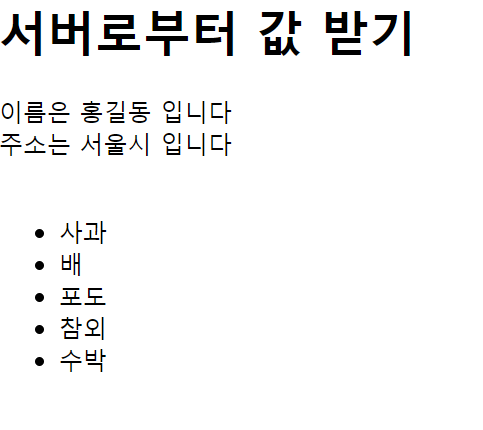 서버로부터 값 받기
이름은 홍길동 입니다
주소는 서울시 입니다
사과
배
포도
참외
수박